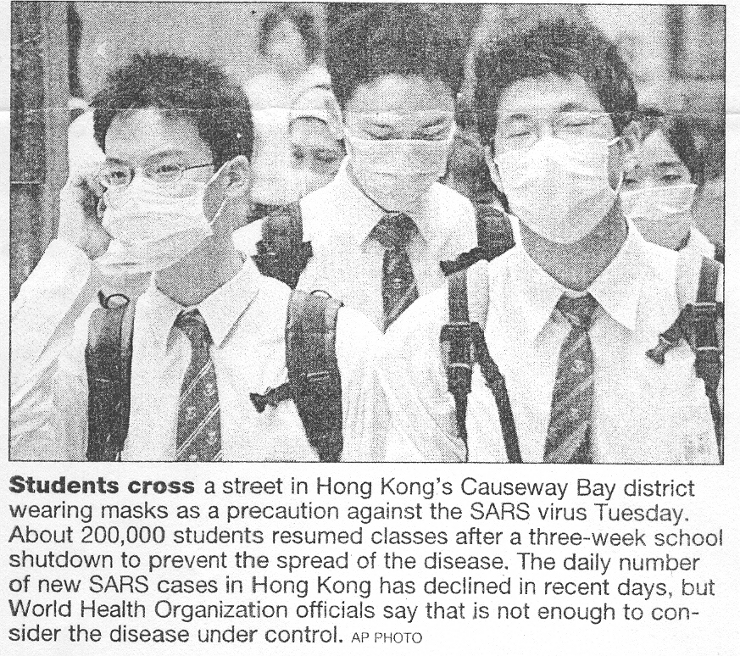 Students cross a street in Hong Kong's Causeway Bay district
wearing masks as a precaution against the SARS virus Tuesday.
About 200,000 students resumed classes after a three-week school
shutdown to prevent the spread of the disease. The daily number
of new SARS cases in Hong Kong has declined in recent days, but
World Health Organization officials say that is not enough to con-
sider the disease under control. AP PHOTO